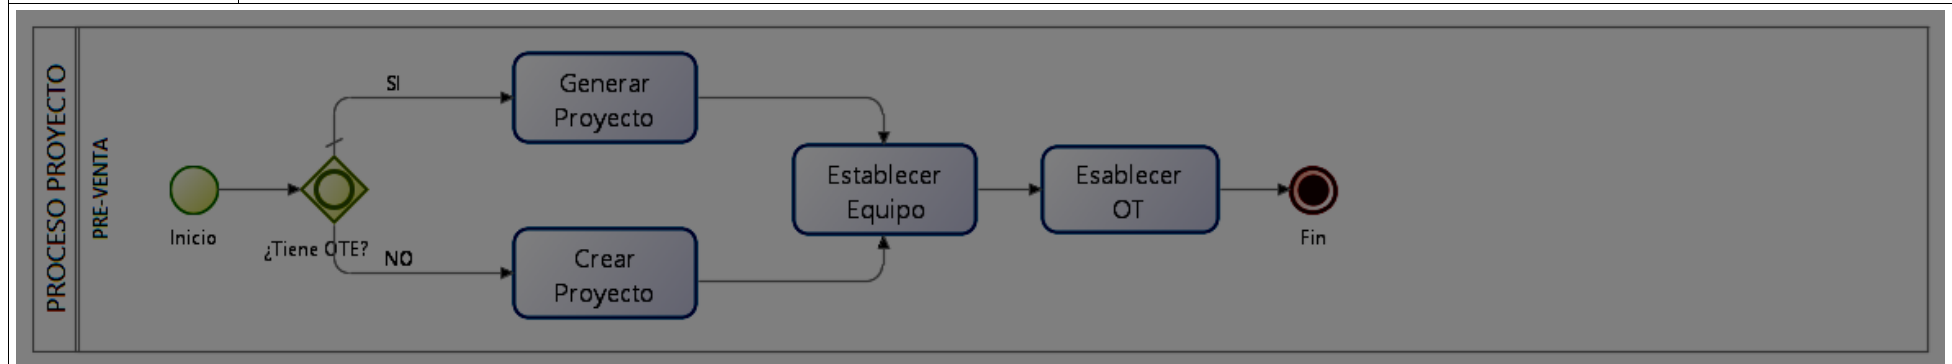 PROCESO PROYECTO
PRE-VENTA
Inicio
¿Tiene OTE?
SI
NO
Generar
Proyecto
Crear
Proyecto
Establecer
Equipo
Esablecer
OT
Fin